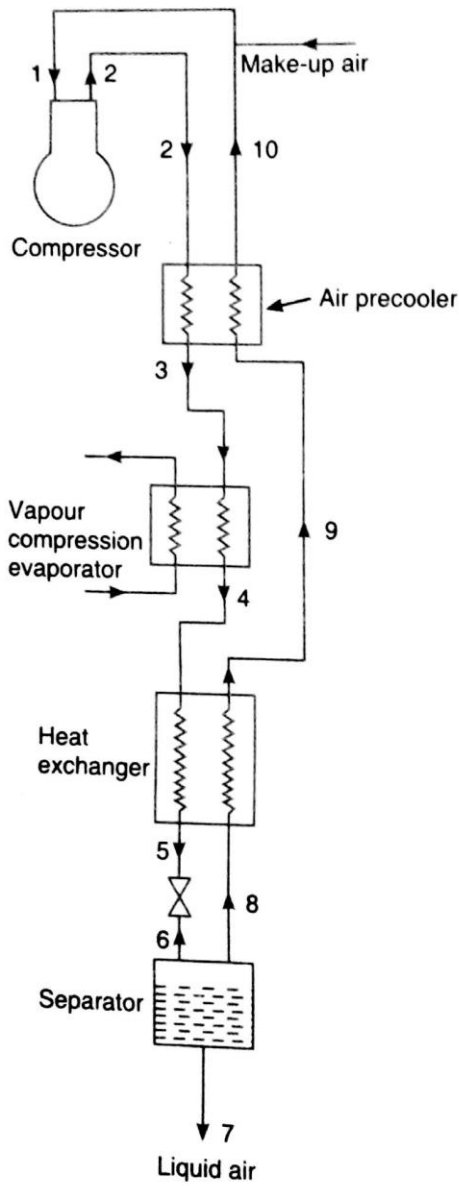 Make-up air
1
2
2
10
Compressor
Air precooler
3
Vapour
compression
evaporator
9
4
Heat
exchanger
5
8
6
Separator
7
Liquid air